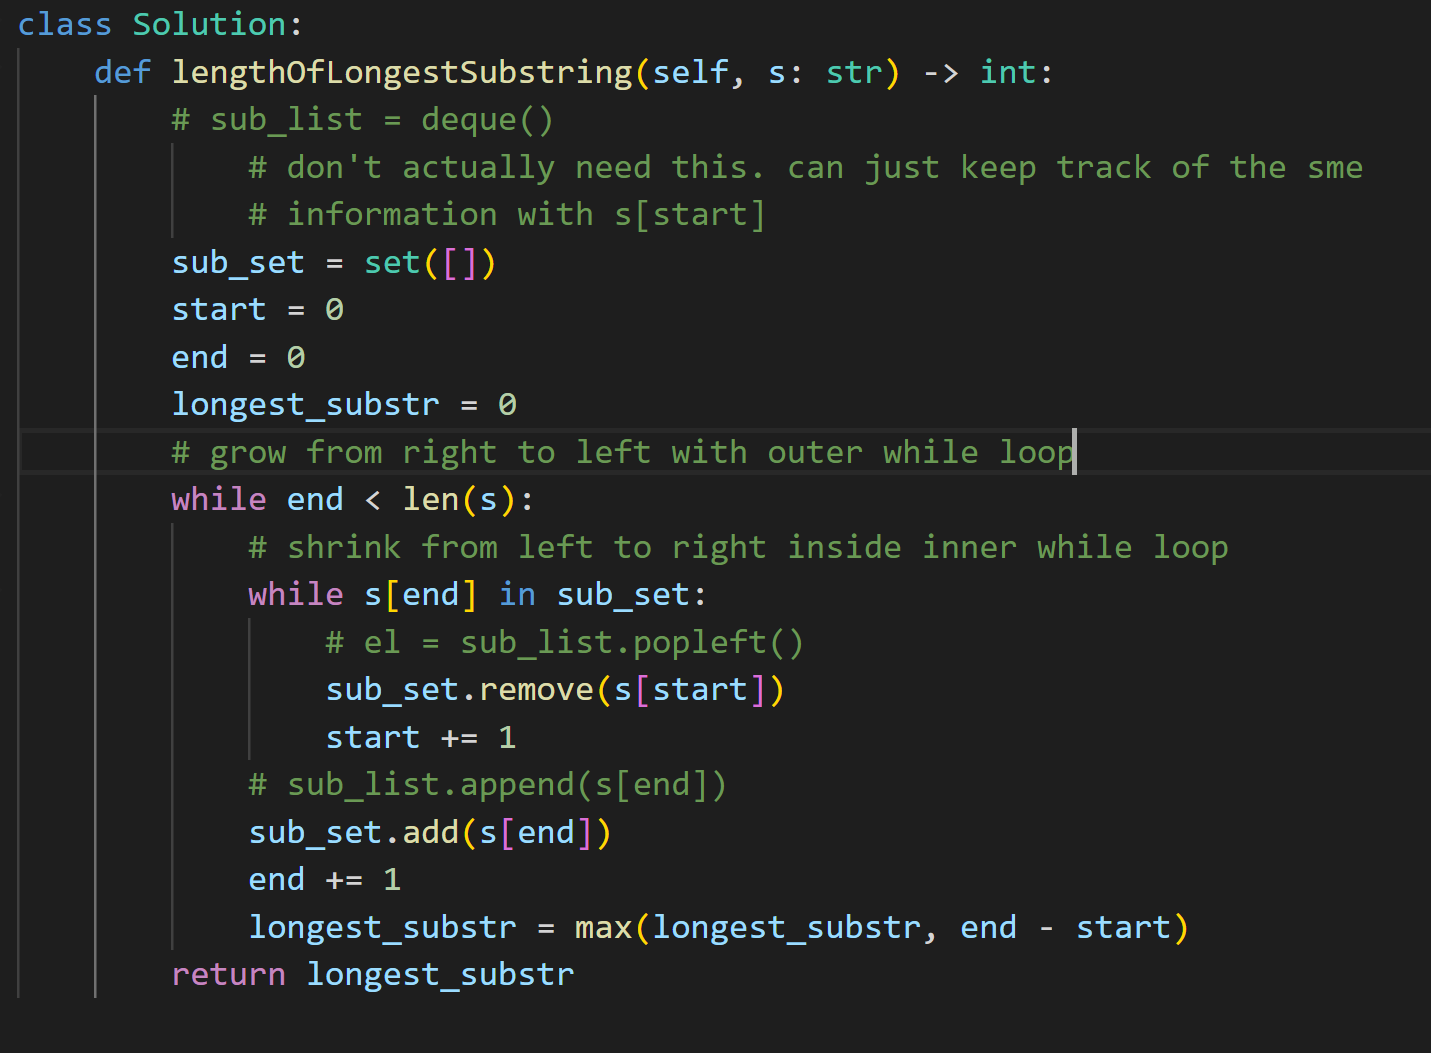 class Solution:
def lengthOfLongestSubstring(self, s: str) -> int:
# sub_list = deque()
# don't actually need this. can just keep track of the sme
# information with s[start]
sub_set = set([])
start = 0
end = 0
longest_substr = 0
# grow from right to left with outer while loop
while end < len(s):
# shrink from left to right inside inner while loop
while s[end] in sub_set:
# el = sub_list.popleft()
sub_set.remove(s[start])
start += 1
# sub_list.append(s[end])
sub_set.add(s[end])
end += 1
longest_substr = max(longest_substr, end - start)
return longest_substr